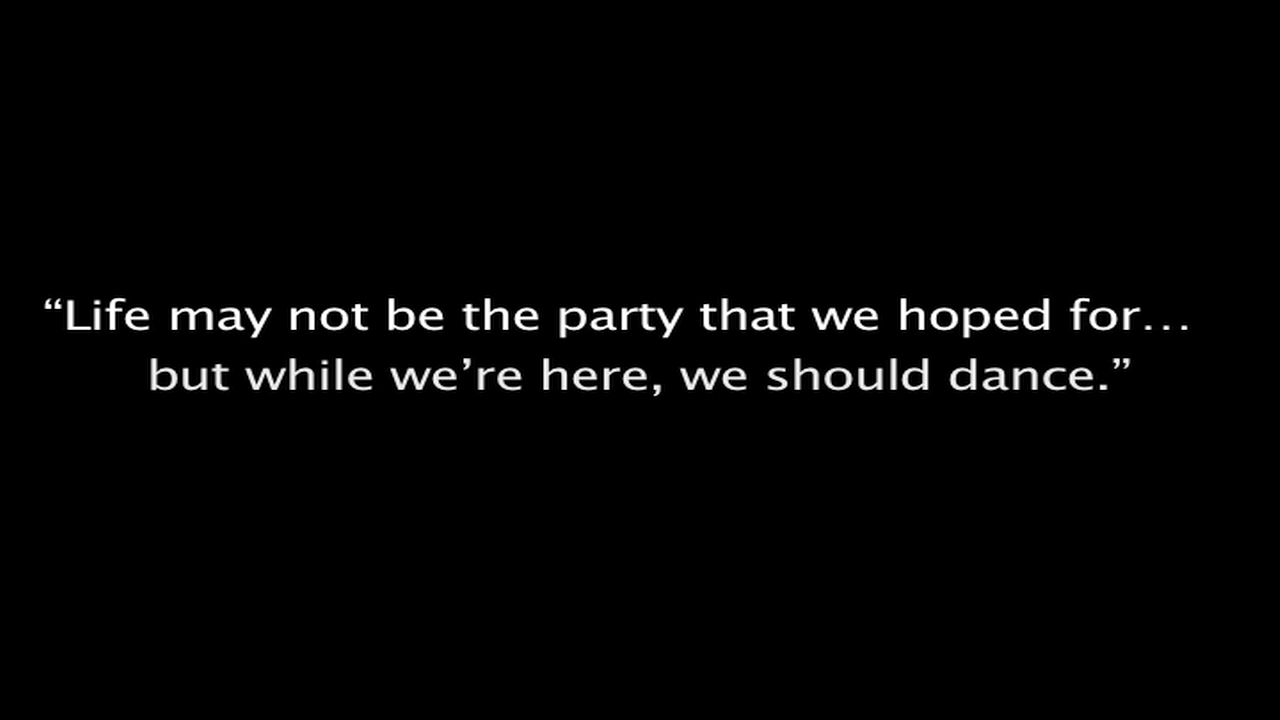 “Life may not be the party that we hoped for…
but while we’re here, we should dance.”